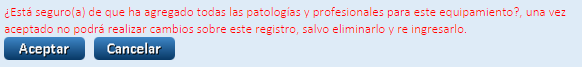 ¿Está seguro(a) de que ha agregado todas las patologías y profesionales para este equipamiento?, una vez
aceptado no podrá realizar cambios sobre este registro, salvo eliminarlo y re ingresarlo.
Aceptar Cancelar